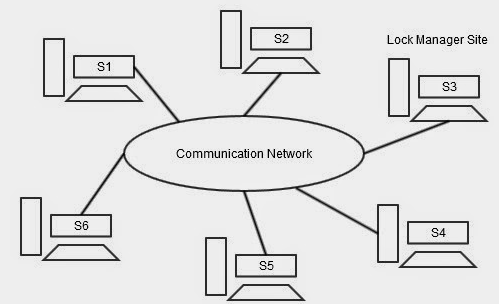 S2
Lock Manager Site
S1
S3
Communication Network
S6
S4
S5